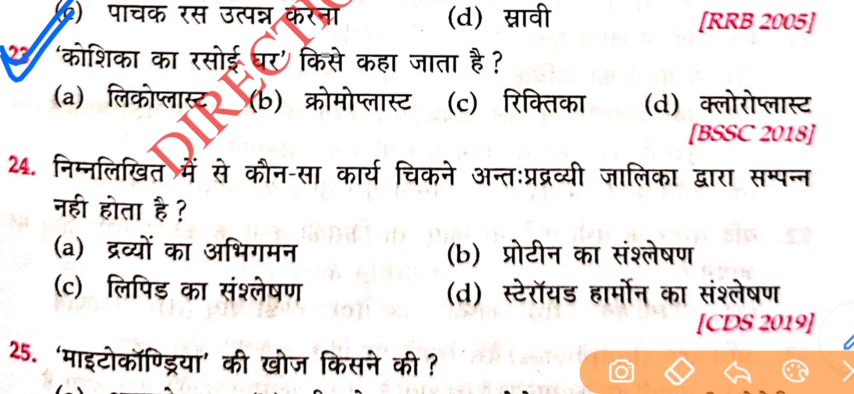 (c) पाचक रस उत्पन्न करना (d) स्रावी [RRB 2005]
23. 'कोशिका का रसोई घर' किसे कहा जाता है ?
(a) लिकोप्लास्ट (b) क्रोमोप्लास्ट (c) रिक्तिका (d) क्लोरोप्लास्ट
[BSSC 2018]
24. निम्नलिखित में से कौन-सा कार्य चिकने अन्तःप्रद्रव्यी जालिका द्वारा सम्पन्न
नही होता है ?
(a) द्रव्यों का अभिगमन (b) प्रोटीन का संश्लेषण
(c) लिपिड का संश्लेषण (d) स्टेरॉयड हार्मोन का संश्लेषण
[CDS 2019]
25. 'माइटोकॉण्ड्रिया' की खोज किसने की ?